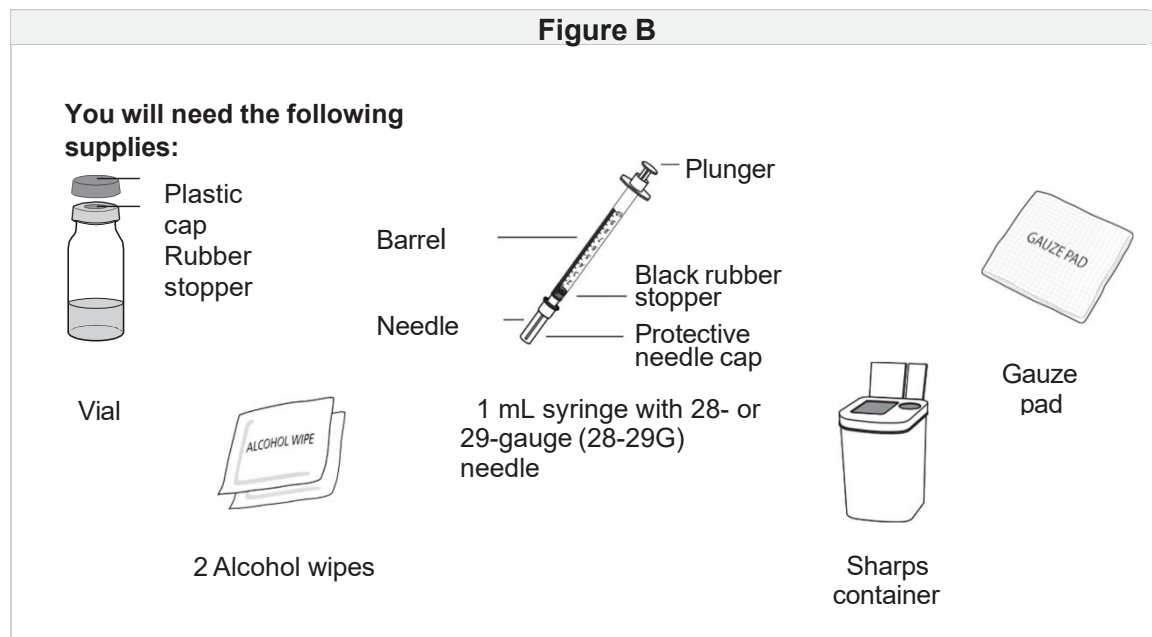 Figure B
You will need the following
supplies:
Plastic
cap
Rubber
stopper
Vial
Plunger
Barrel
Black rubber
stopper
Needle
Protective
needle cap
1 mL syringe with 28- or
29-gauge (28-29G)
needle
GAUZE PAD
Gauze
pad
ALCOHOL WIPE
2 Alcohol wipes
Sharps
container